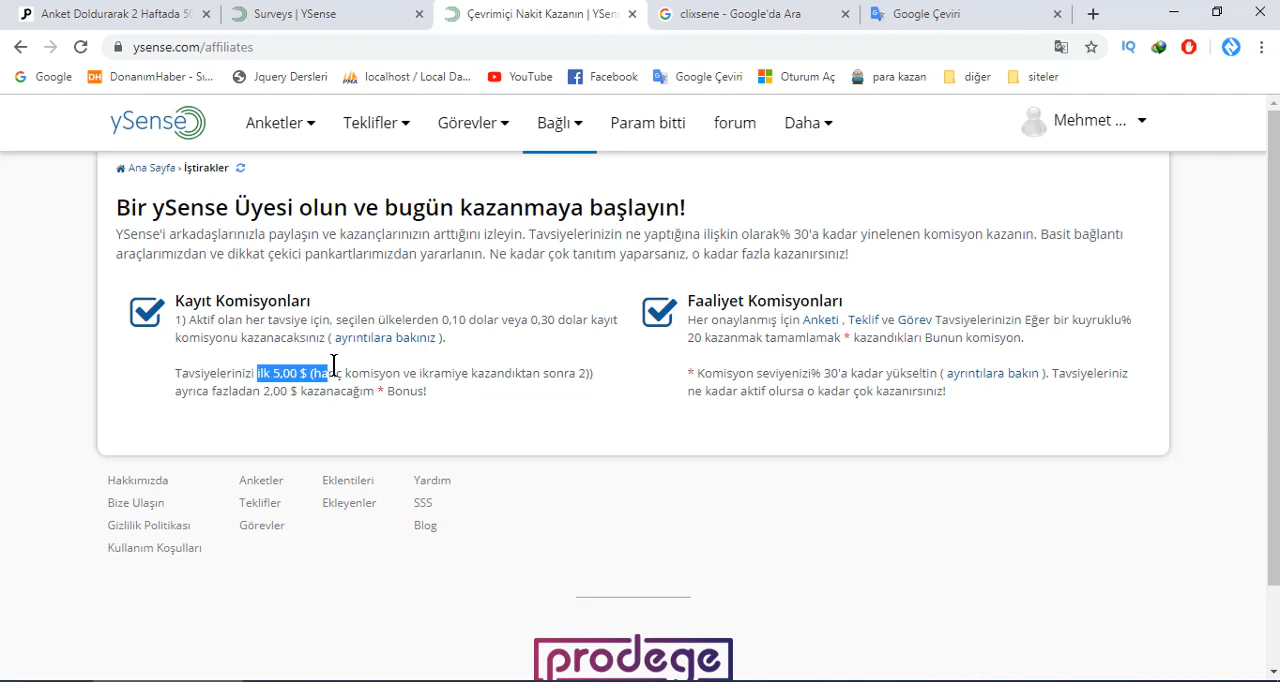 Anket Doldurarak 2 Haftada 50
Surveys | YSense
Çevrimiçi Nakit Kazanın | YSens
clixsene - Google'da Ara
Google Çeviri
ysense.com/affiliates
Google
DonanımHaber - Sı...
Jquery Dersleri
localhost / Local Da...
YouTube
Facebook
Google Çeviri
Oturum Aç
para kazan
diğer
siteler
ySense
Anketler
Teklifler
Görevler
Bağlı
Param bitti
forum
Daha
Mehmet ...
Ana Sayfa › İştirakler
Bir ySense Üyesi olun ve bugün kazanmaya başlayın!
YSense'i arkadaşlarınızla paylaşın ve kazançlarınızın arttığını izleyin. Tavsiyelerinizin ne yaptığına ilişkin olarak% 30'a kadar yinelenen komisyon kazanın. Basit bağlantı
araçlarımızdan ve dikkat çekici pankartlarımızdan yararlanın. Ne kadar çok tanıtım yaparsanız, o kadar fazla kazanırsınız!
Kayıt Komisyonları
1) Aktif olan her tavsiye için, seçilen ülkelerden 0,10 dolar veya 0,30 dolar kayıt
komisyonu kazanacaksınız ( ayrıntılara bakınız ).
Tavsiyelerinizi ilk 5,00 $ (hariç komisyon ve ikramiye kazandıktan sonra 2))
ayrıca fazladan 2,00 $ kazanacağım * Bonus!
Faaliyet Komisyonları
Her onaylanmış İçin Anketi , Teklif ve Görev Tavsiyelerinizin Eğer bir kuyruklu%
20 kazanmak tamamlamak * kazandıkları Bunun komisyon.
* Komisyon seviyenizi% 30'a kadar yükseltin ( ayrıntılara bakın ). Tavsiyeleriniz
ne kadar aktif olursa o kadar çok kazanırsınız!
Hakkımızda
Bize Ulaşın
Gizlilik Politikası
Kullanım Koşulları
Anketler
Teklifler
Görevler
Eklentileri
Ekleyenler
Yardım
SSS
Blog
prodege